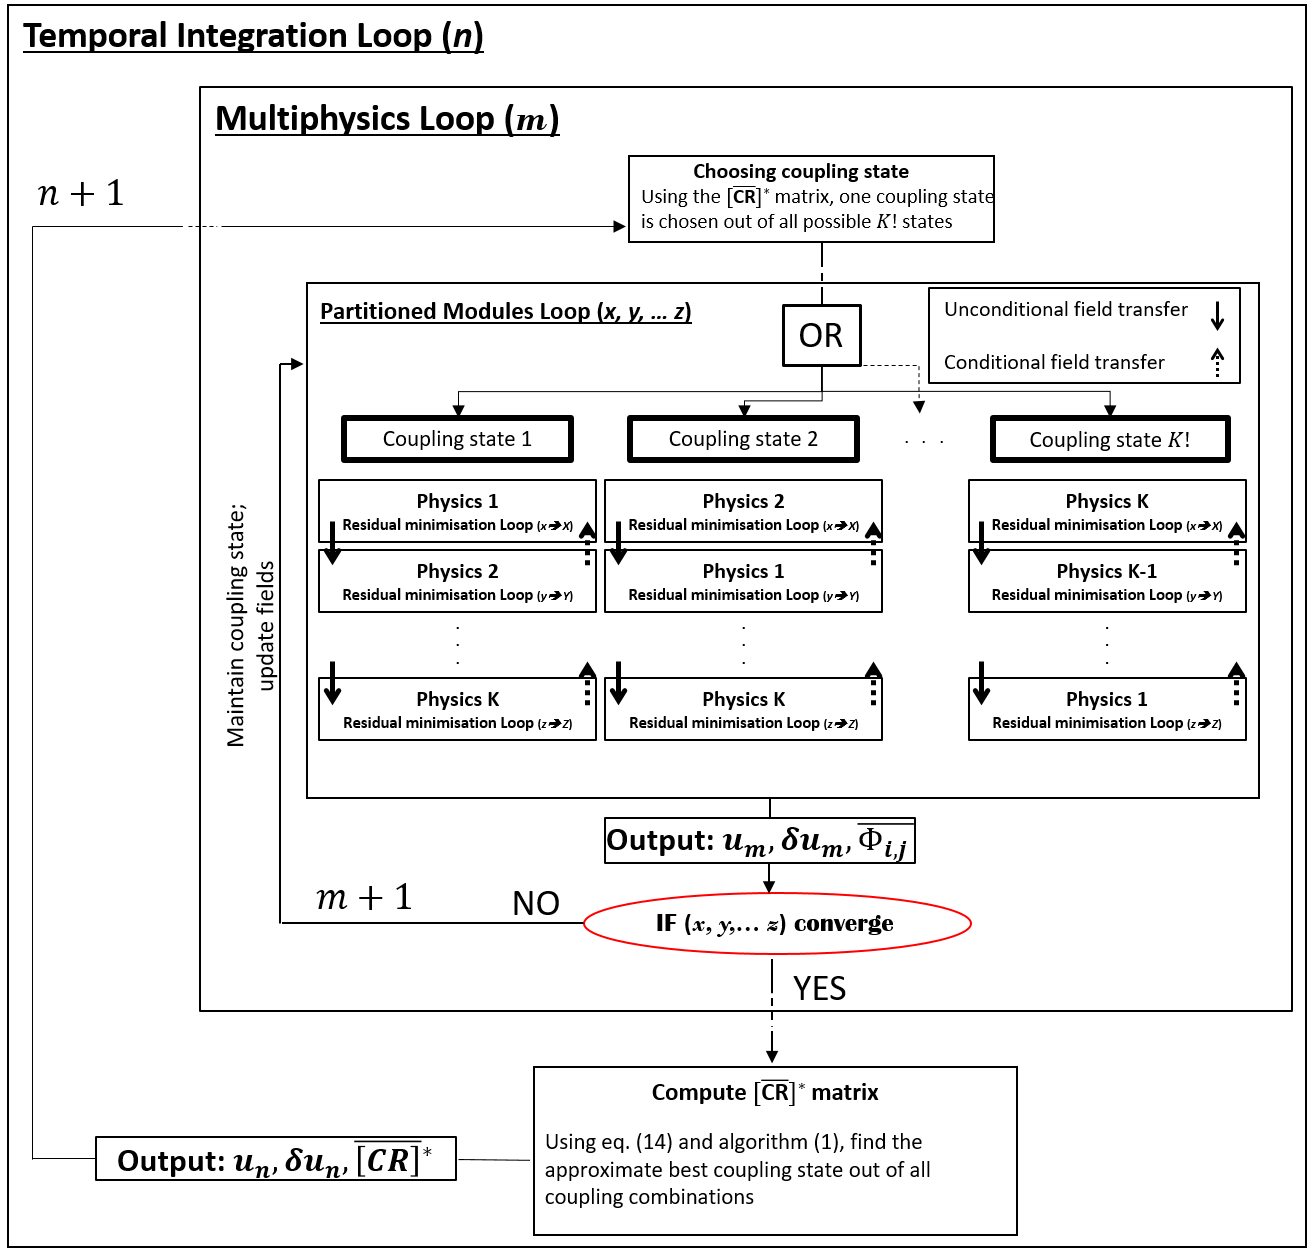 Temporal Integration Loop (n)
Multiphysics Loop (m)
n + 1
Choosing coupling state
Using the [C̅R̅]* matrix, one coupling state
is chosen out of all possible K! states
Partitioned Modules Loop (x, y, … z)
OR
Unconditional field transfer
Conditional field transfer
Coupling state 1
Coupling state 2
. . .
Coupling state K!
Physics 1
Residual minimisation Loop (x➔X)
Physics 2
Residual minimisation Loop (y➔Y)
.
.
.
Physics K
Residual minimisation Loop (z➔Z)
Physics 2
Residual minimisation Loop (x➔X)
Physics 1
Residual minimisation Loop (y➔Y)
.
.
.
Physics K
Residual minimisation Loop (z➔Z)
Physics K
Residual minimisation Loop (x➔X)
Physics K-1
Residual minimisation Loop (y➔Y)
.
.
.
Physics 1
Residual minimisation Loop (z➔Z)
Maintain coupling state;
update fields
Output: u_m, δu_m, Φ̅_i,j
m + 1
NO
IF (x, y,… z) converge
YES
Compute [C̅R̅]* matrix
Using eq. (14) and algorithm (1), find the
approximate best coupling state out of all
coupling combinations
Output: u_n, δu_n, [̅C̅R̅]̅*